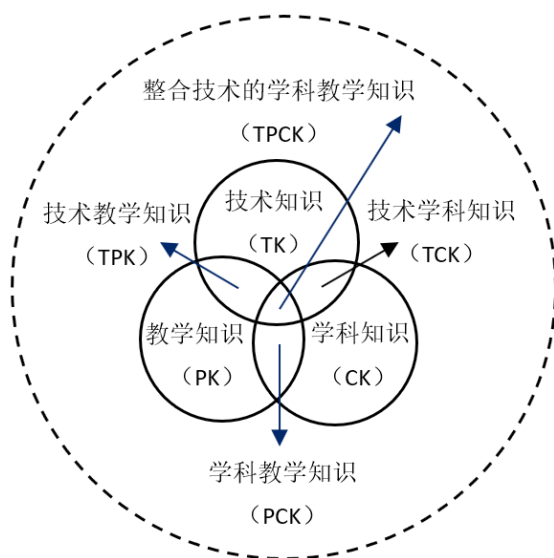 整合技术的学科教学知识
（TPCK）
技术知识
（TK）
技术教学知识
（TPK）
技术学科知识
（TCK）
教学知识
（PK）
学科知识
（CK）
学科教学知识
（PCK）